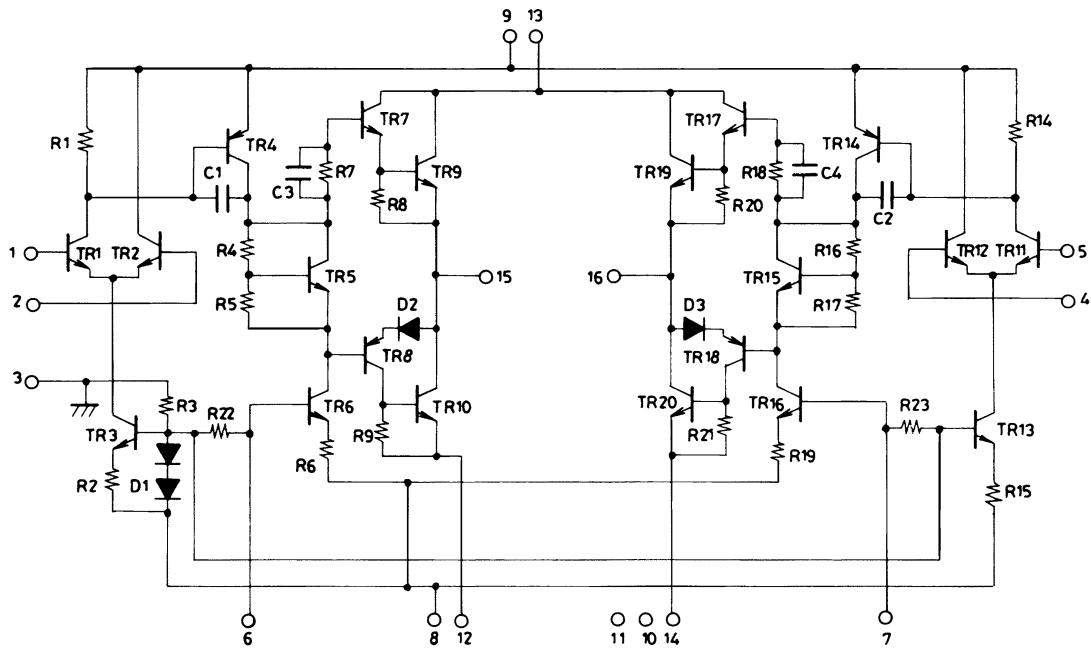 9 13
R1
TR4
C1
TR7
R7
C3
R8
TR9
TR17
TR19
R18
C4
R20
TR14
C2
R14
1
TR1
TR2
R4
TR5
R5
15
16
TR15
R16
R17
TR12
TR11
5
2
4
D2
TR8
D3
TR18
3
R3
R22
TR3
R2
D1
TR6
R6
R9
TR10
TR20
R21
TR16
R19
R23
TR13
R15
6
8
12
11
10
14
7